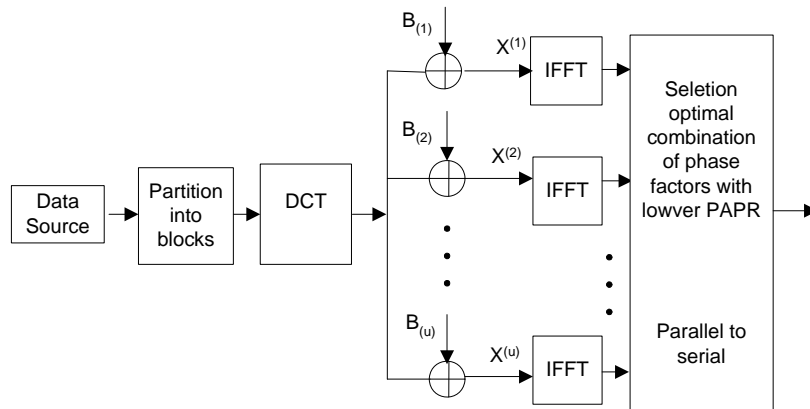 Data
Source
Partition
into
blocks
DCT
B(1)
X(1)
IFFT
B(2)
X(2)
IFFT
B(u)
X(u)
IFFT
Seletion
optimal
combination
of phase
factors with
lowver PAPR
Parallel to
serial